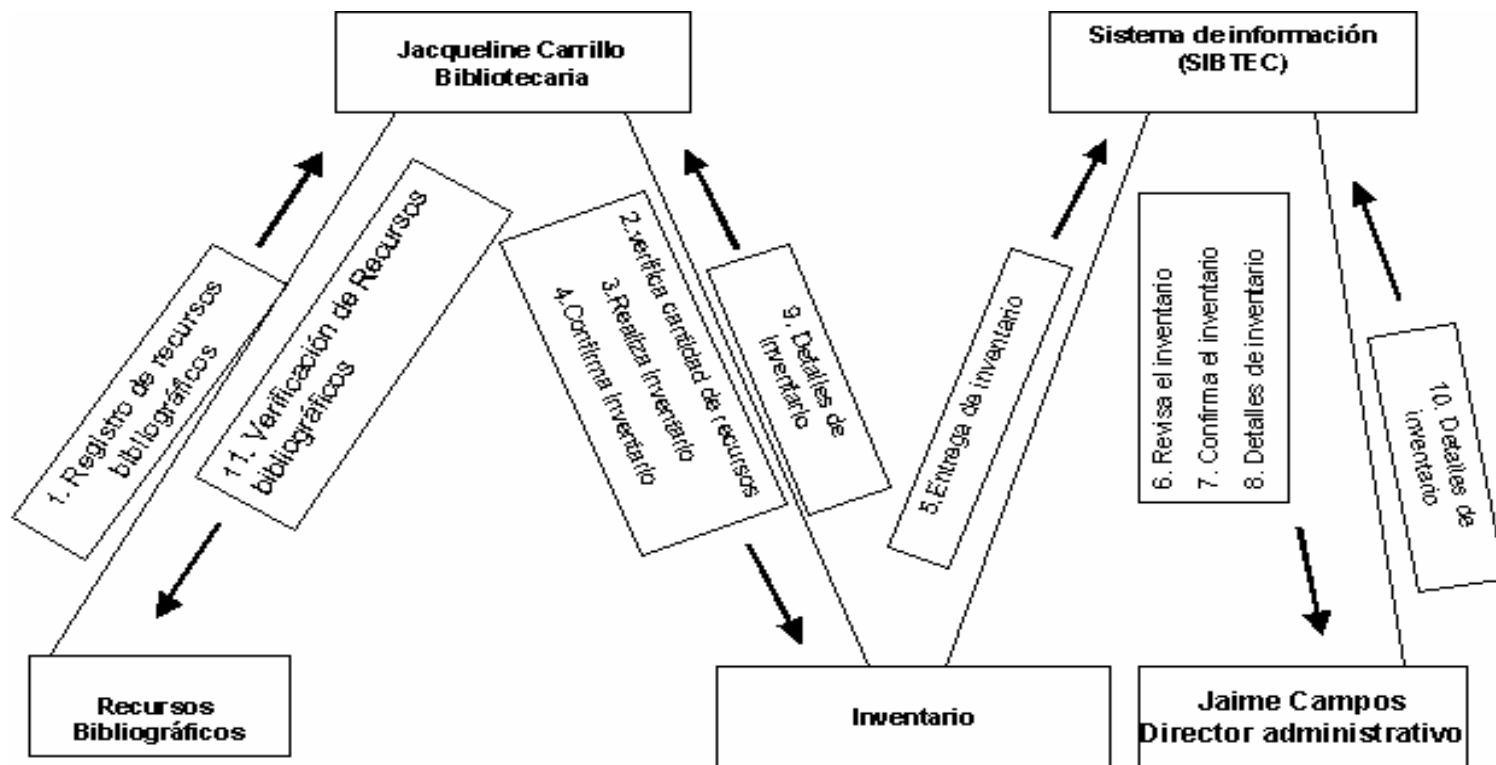 Jacqueline Carrillo
Bibliotecaria
Sistema de información
(SIBTEC)
1. Registro de recursos
bibliográficos
11. Verificación de Recursos
bibliográficos
2.verifica cantidad de recursos
3.Realiza Inventario
4.Confirma Inventario
9. Detalles de
inventario
5.Entrega de inventario
6. Revisa el inventario
7. Confirma el inventario
8. Detalles de inventario
10. Detalles de
inventario
Recursos
Bibliográficos
Inventario
Jaime Campos
Director administrativo